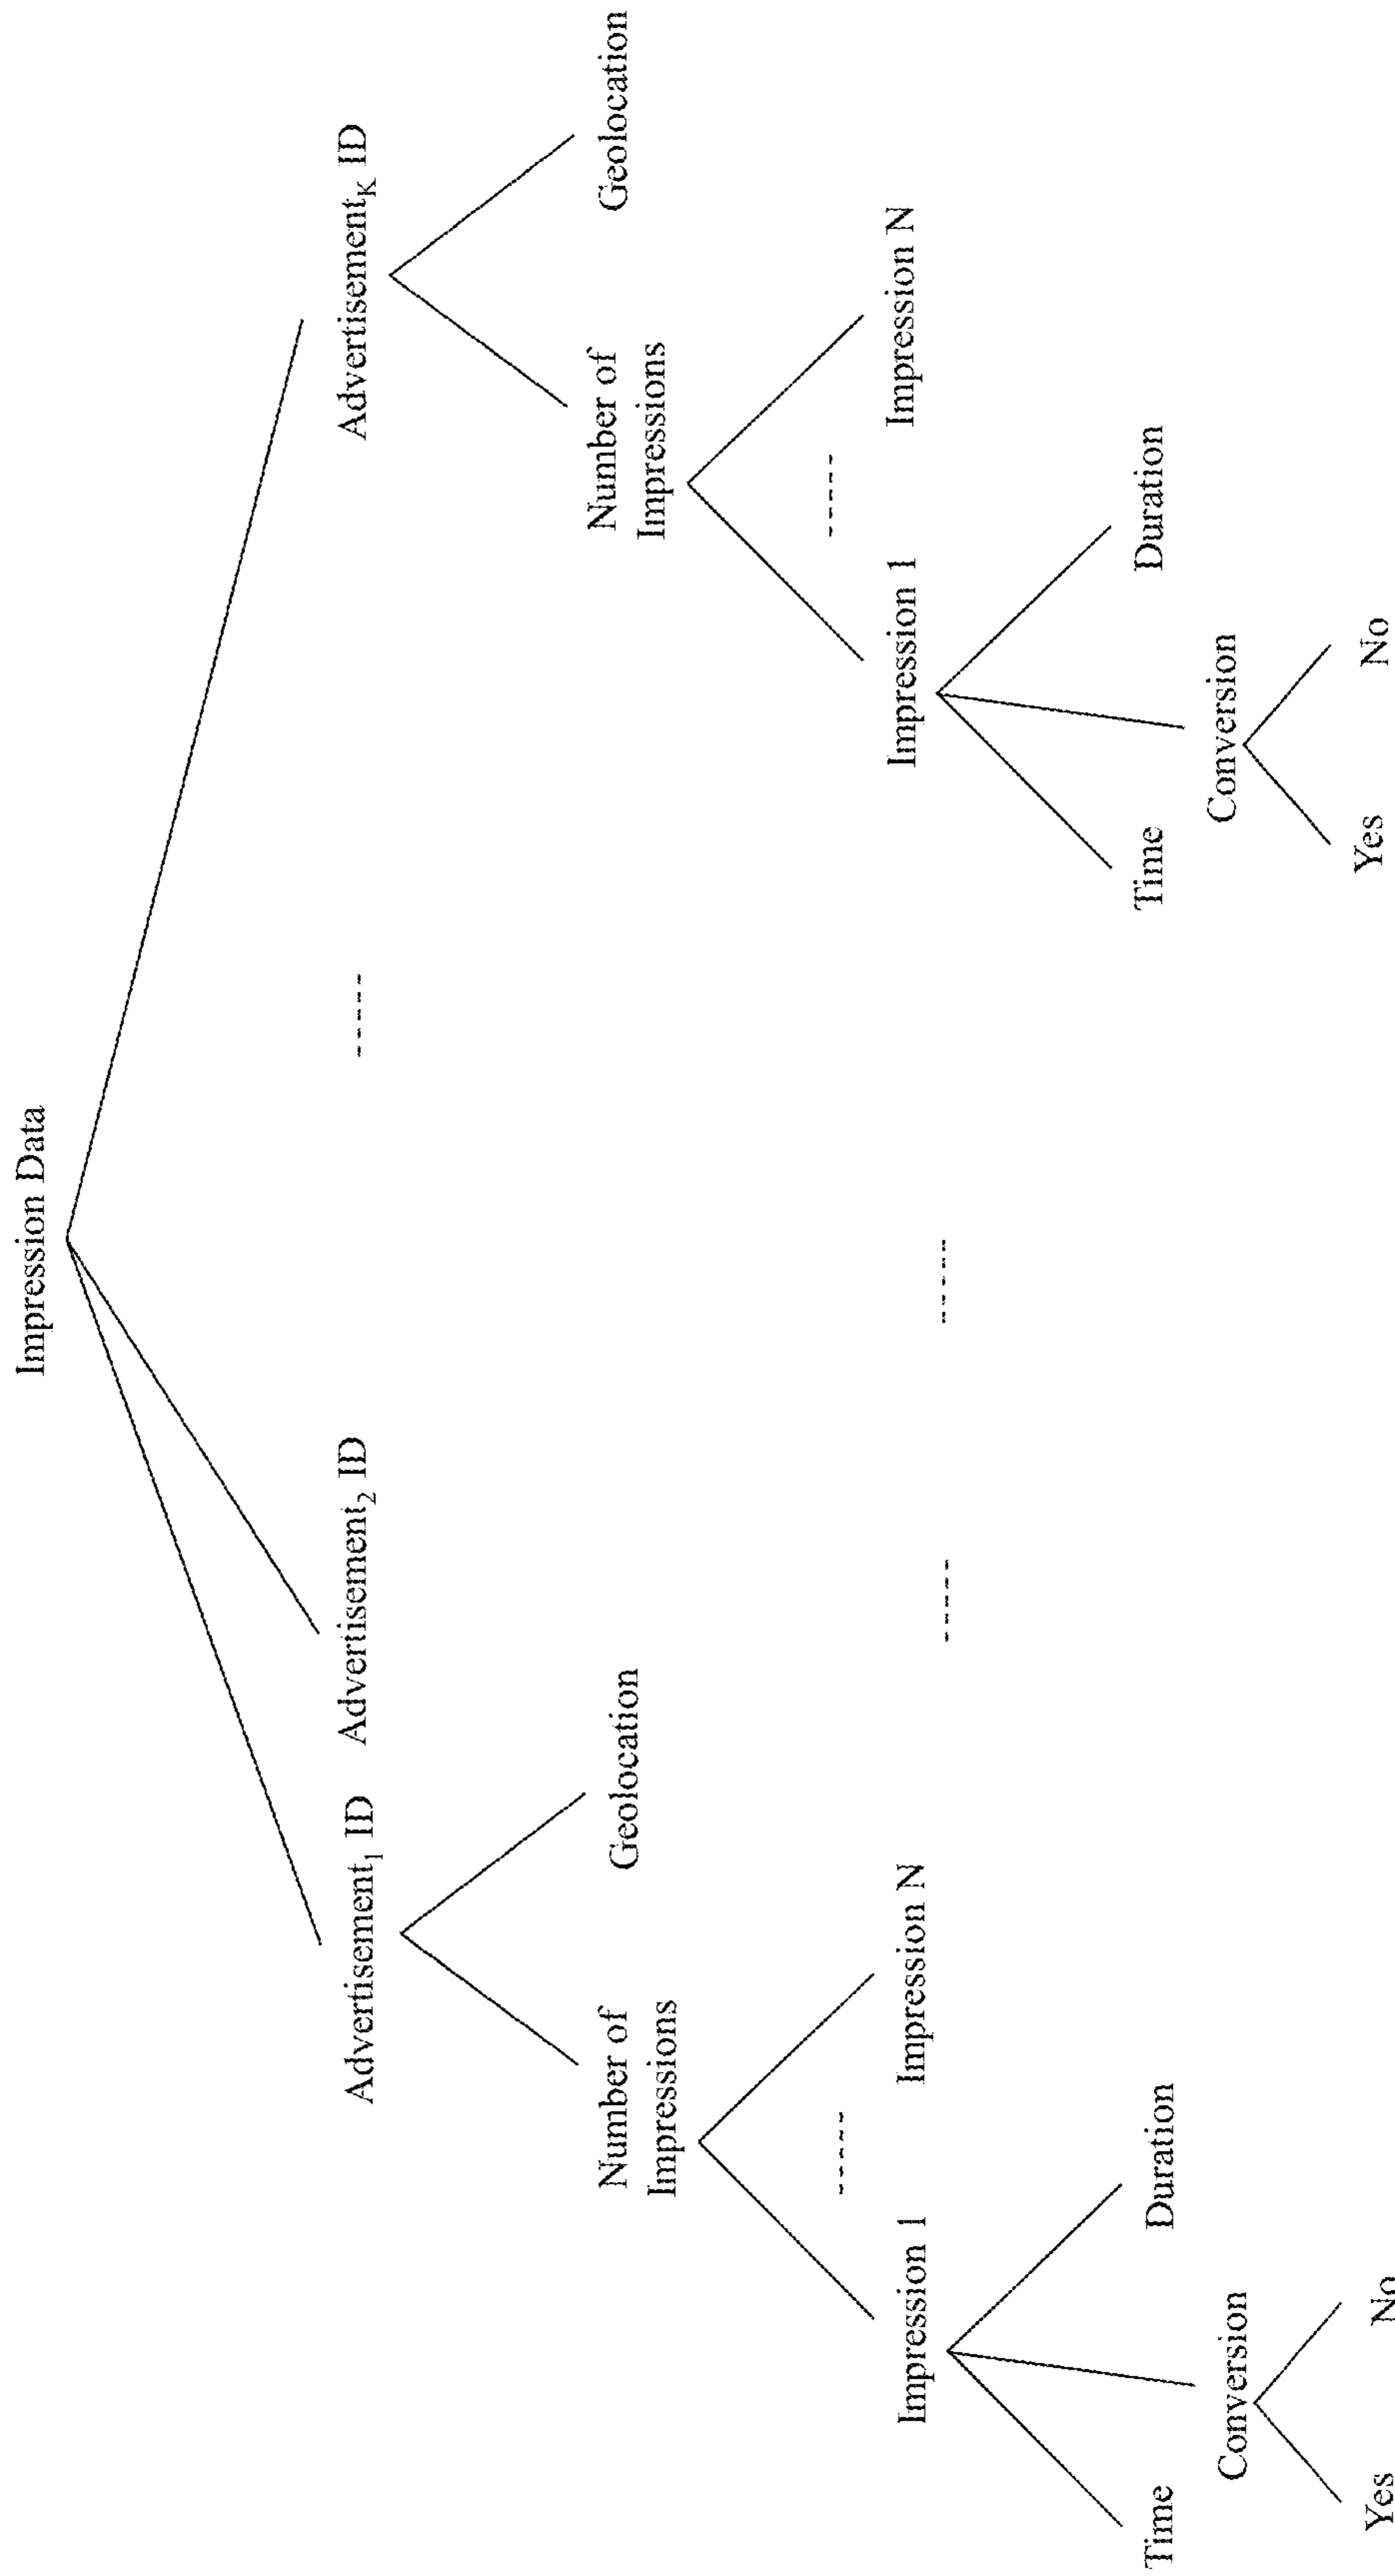 Impression Data
Advertisement₁ ID
Advertisement₂ ID
-----
Advertisementₖ ID
Number of
Impressions
Geolocation
Number of
Impressions
Geolocation
Impression 1
-----
Impression N
-----
-----
Impression 1
-----
Impression N
Time
Conversion
Duration
Time
Conversion
Duration
Yes
No
Yes
No